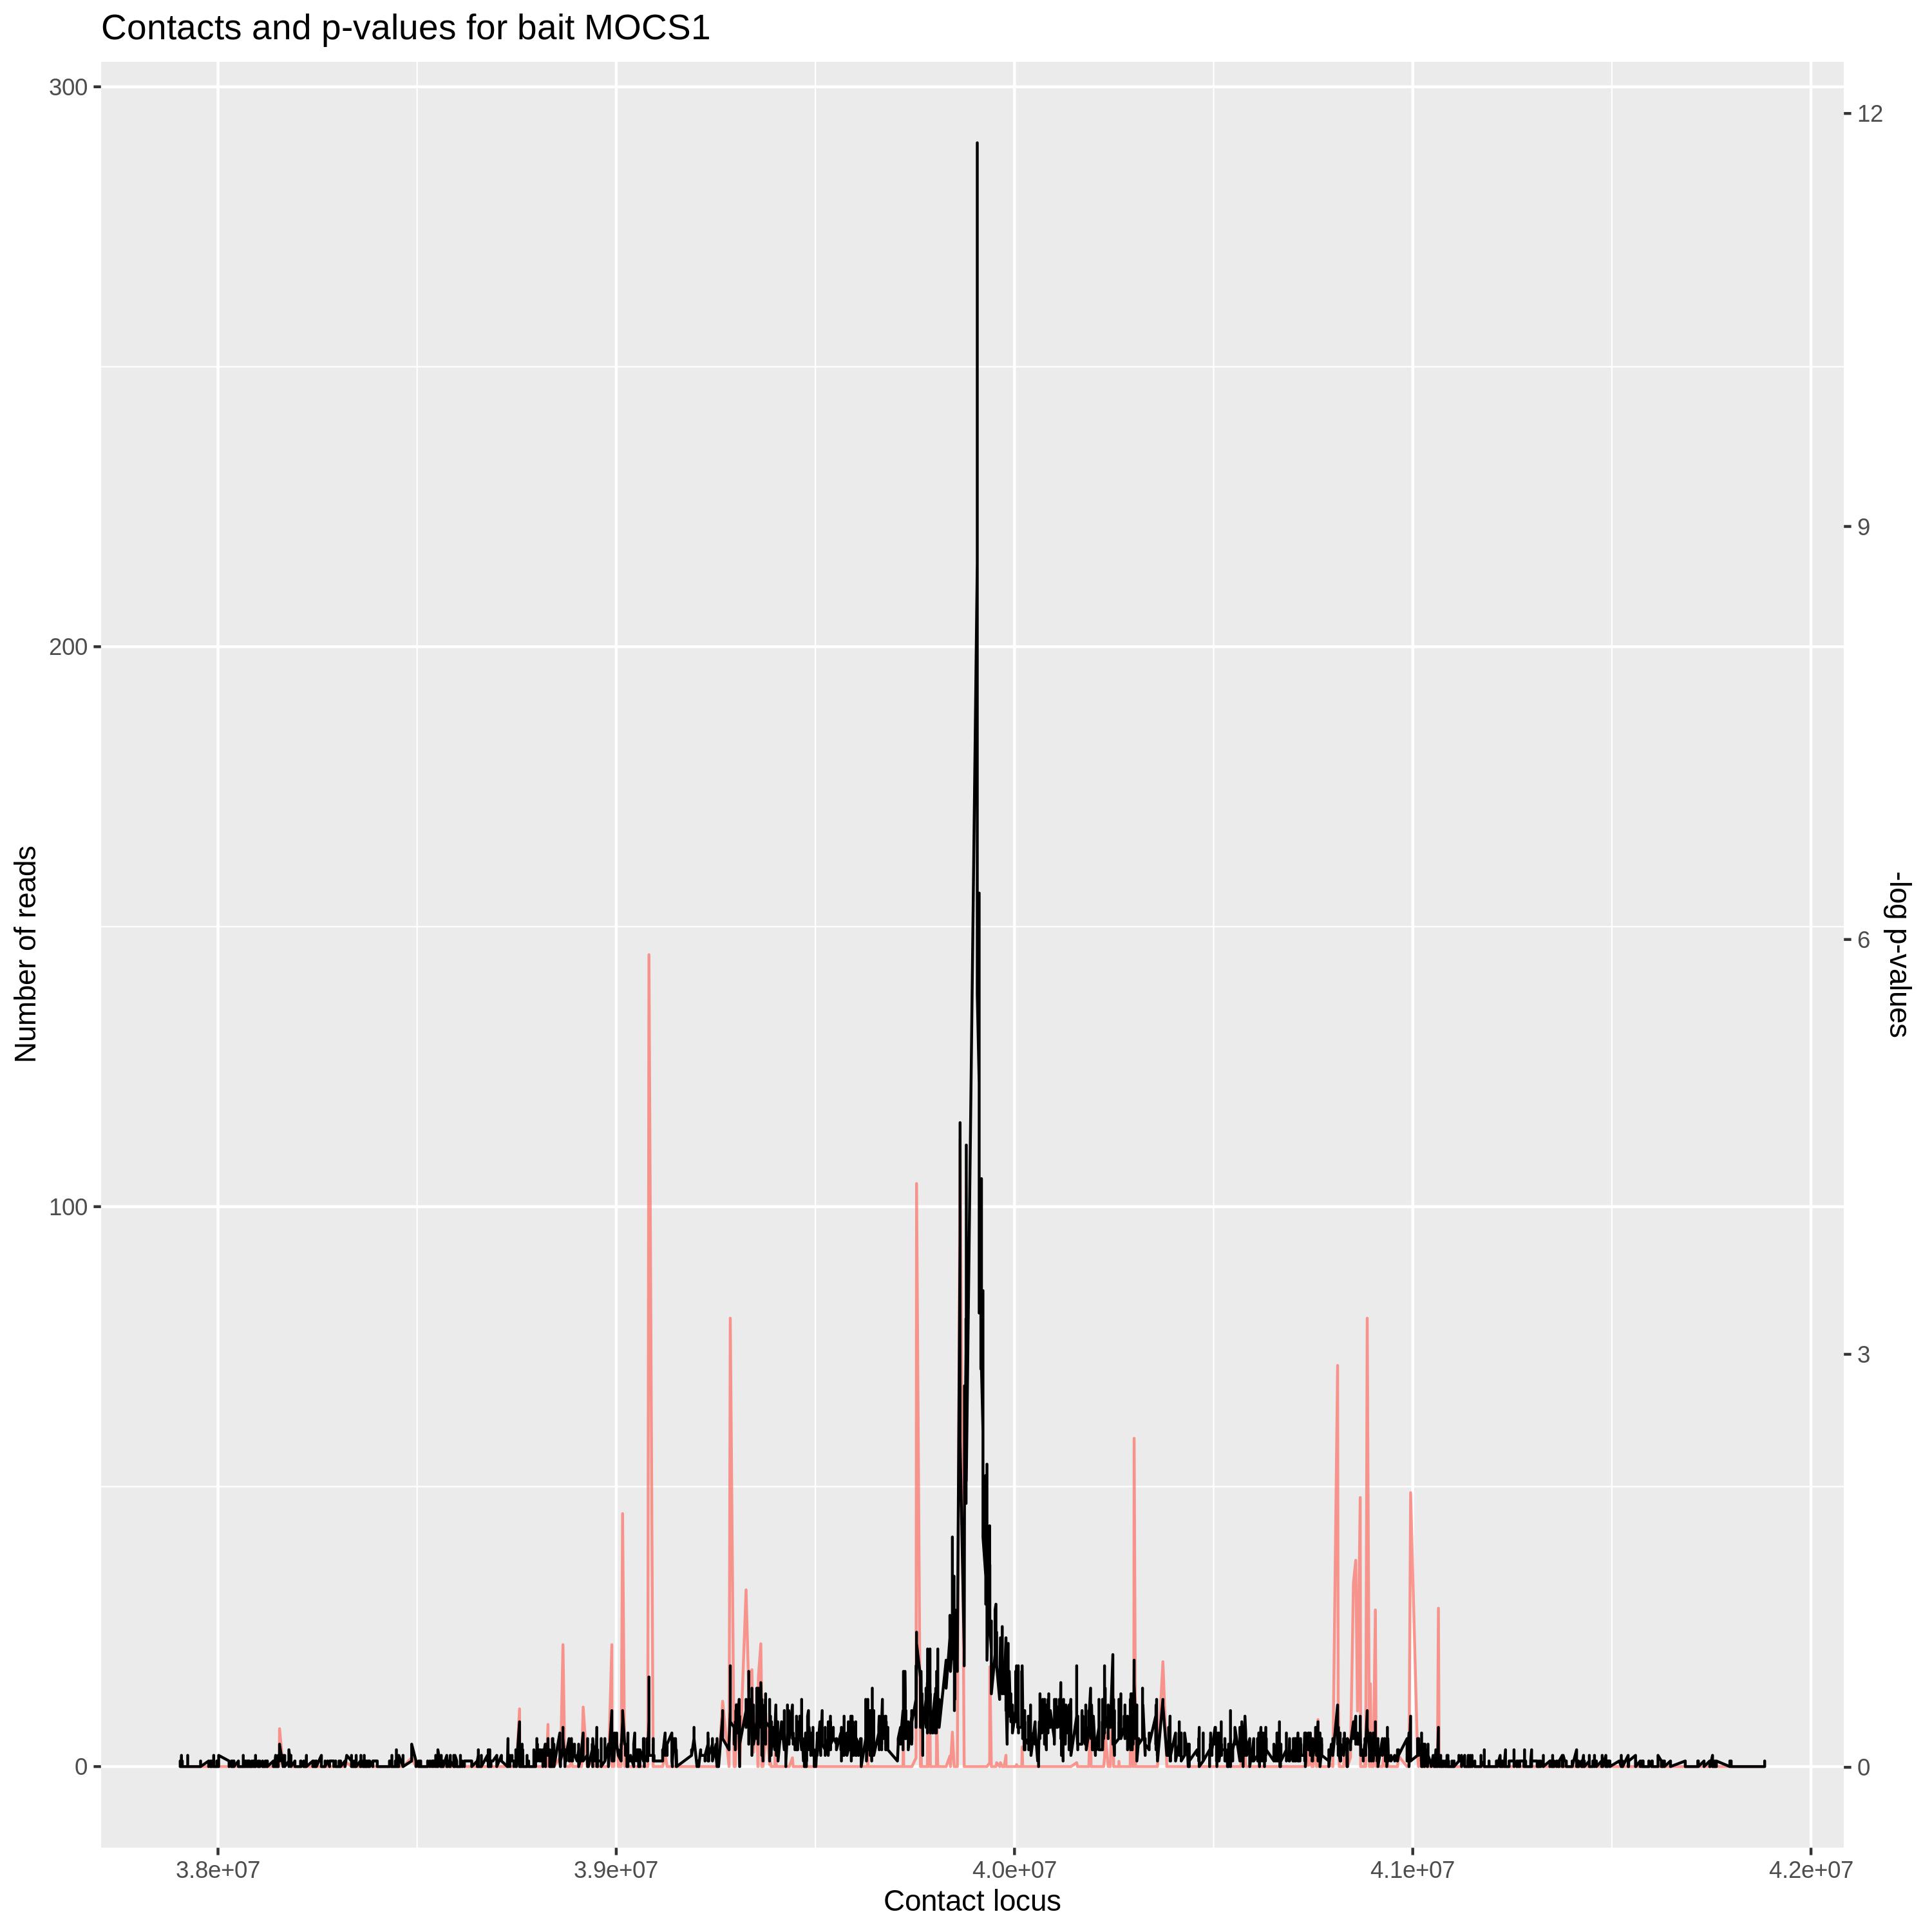 Contacts and p-values for bait MOCS1
300
200
100
0
Number of reads
12
9
6
3
0
-log p-values
3.8e+07
3.9e+07
4.0e+07
4.1e+07
4.2e+07
Contact locus